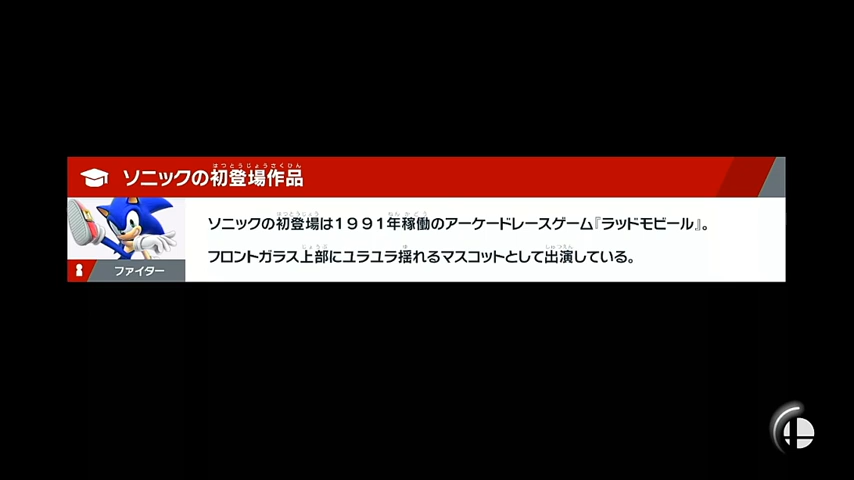 ソニックの初登場作品
ソニックの初登場は1991年稼働のアーケードレースゲーム『ラッドモビール』。
フロントガラス上部にユラユラ揺れるマスコットとして出演している。
ファイター